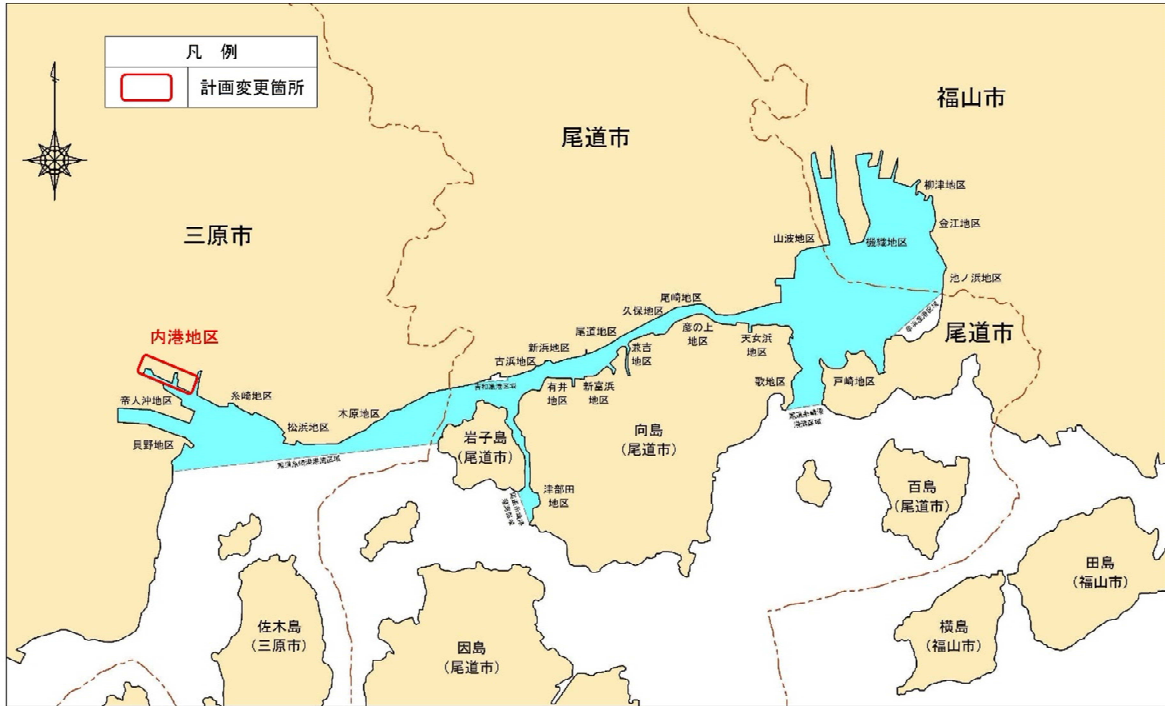 凡 例
計画変更箇所
福山市
尾道市
三原市
柳津地区
金江地区
山波地区
機織地区
池ノ浜地区
尾道市
尾崎地区
久保地区
尾道地区
新浜地区
古浜地区
彦の上
地区
兼吉
地区
天女浜
地区
有井
地区
新富浜
地区
歌地区
戸崎地区
内港地区
帝人沖地区
糸崎地区
松浜地区
木原地区
貝野地区
岩子島
(尾道市)
向島
(尾道市)
津部田
地区
百島
(尾道市)
田島
(福山市)
横島
(福山市)
佐木島
(三原市)
因島
(尾道市)